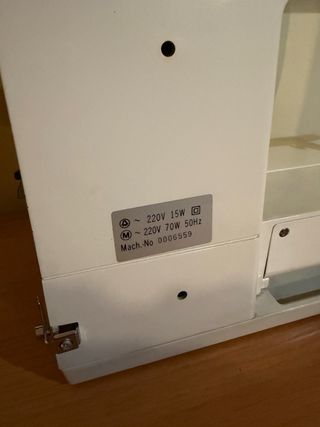 ~ 220V 15W
Ⓜ ~ 220V 70W 50Hz
Mach.-No 0006559